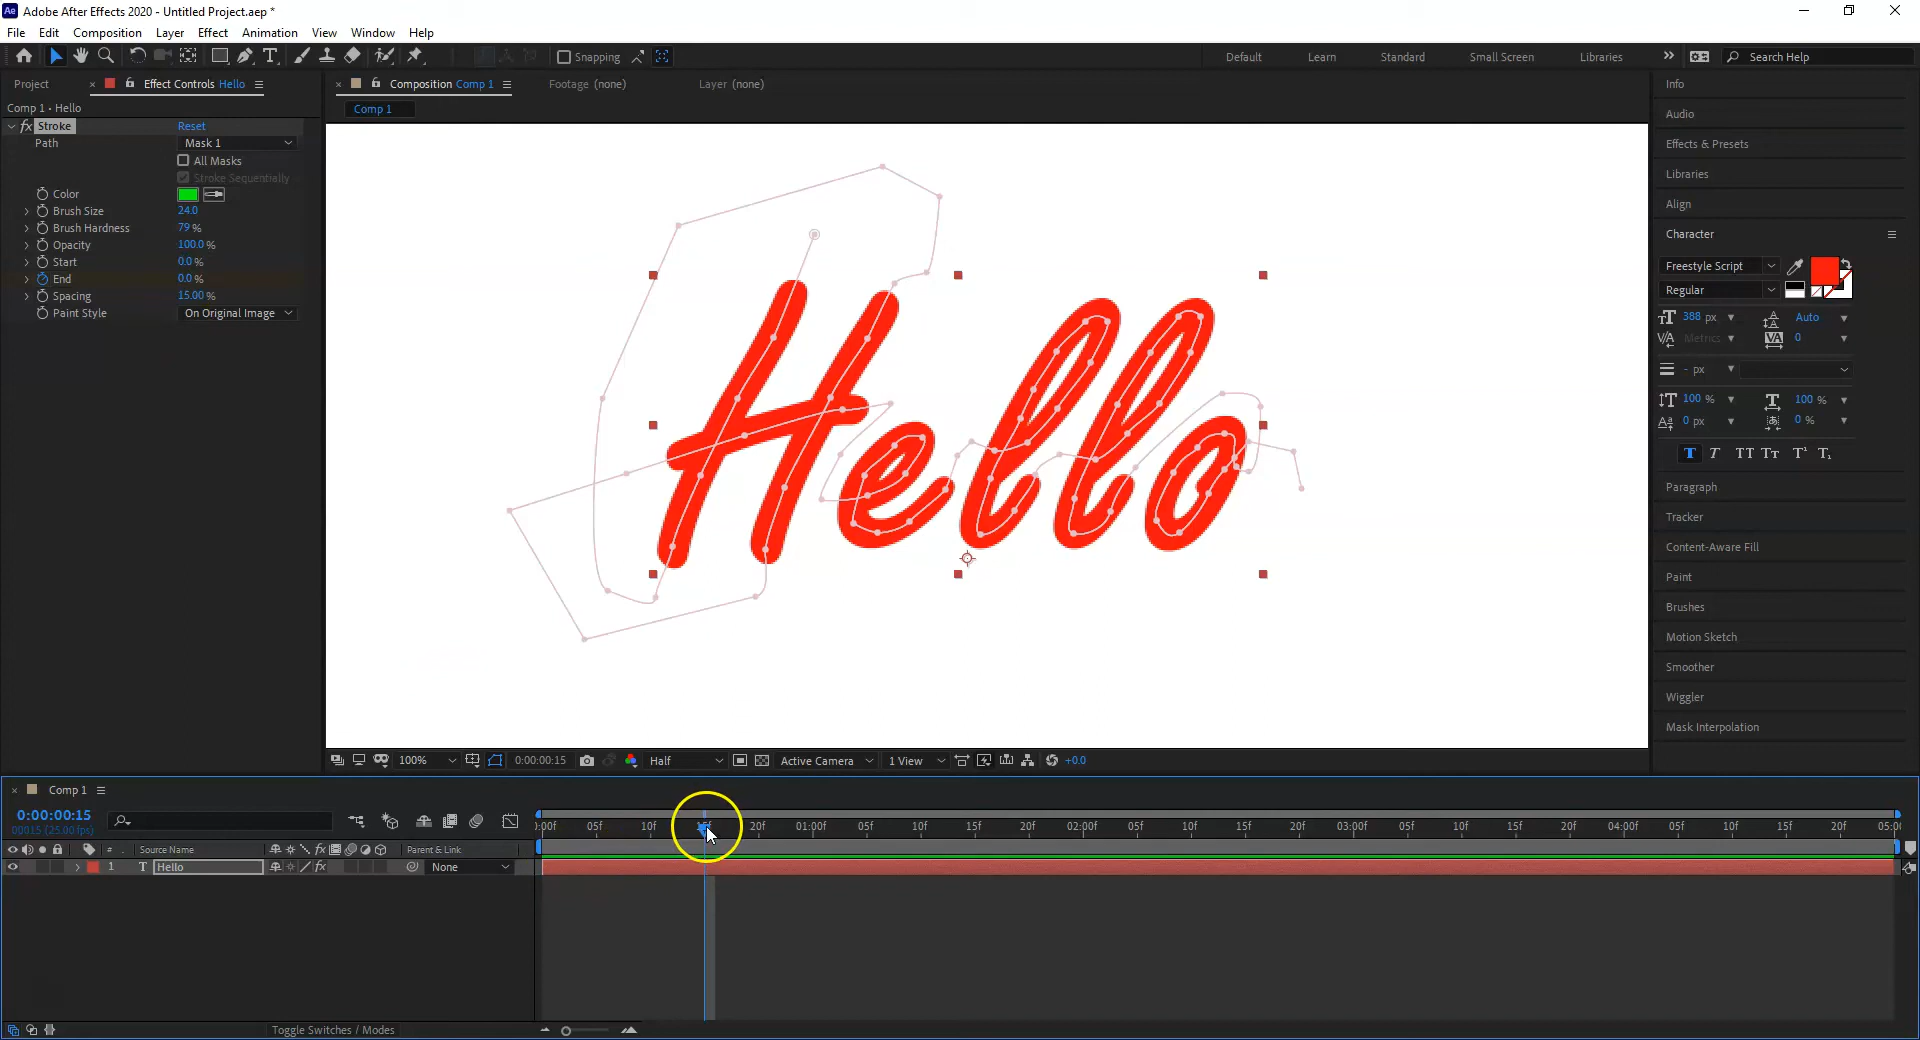 Adobe After Effects 2020 - Untitled Project.aep *
File Edit Composition Layer Effect Animation View Window Help
Snapping
Default Learn Standard Small Screen Libraries Search Help
Project Effect Controls Hello
Composition Comp 1 Footage (none) Layer (none)
Comp 1 • Hello
Comp 1
fx Stroke Reset
Path Mask 1
All Masks
Stroke Sequentially
Color
Brush Size 24.0
Brush Hardness 79 %
Opacity 100.0 %
Start 0.0 %
End 0.0 %
Spacing 15.00 %
Paint Style On Original Image
Hello
Info
Audio
Effects & Presets
Libraries
Align
Character
Freestyle Script
Regular
388 px Auto
Metrics 0
- px
100 % 100 %
0 px 0 %
T T TT Tт T¹ T₁
Paragraph
Tracker
Content-Aware Fill
Paint
Brushes
Motion Sketch
Smoother
Wiggler
Mask Interpolation
100% 0:00:00:15 Half Active Camera 1 View +0.0
Comp 1
0:00:00:15
00015 (25.00 fps)
:00f 05f 10f 15f 20f 01:00f 05f 10f 15f 20f 02:00f 05f 10f 15f 20f 03:00f 05f 10f 15f 20f 04:00f 05f 10f 15f 20f 05:0
# Source Name fx Parent & Link
1 T Hello fx None
Toggle Switches / Modes